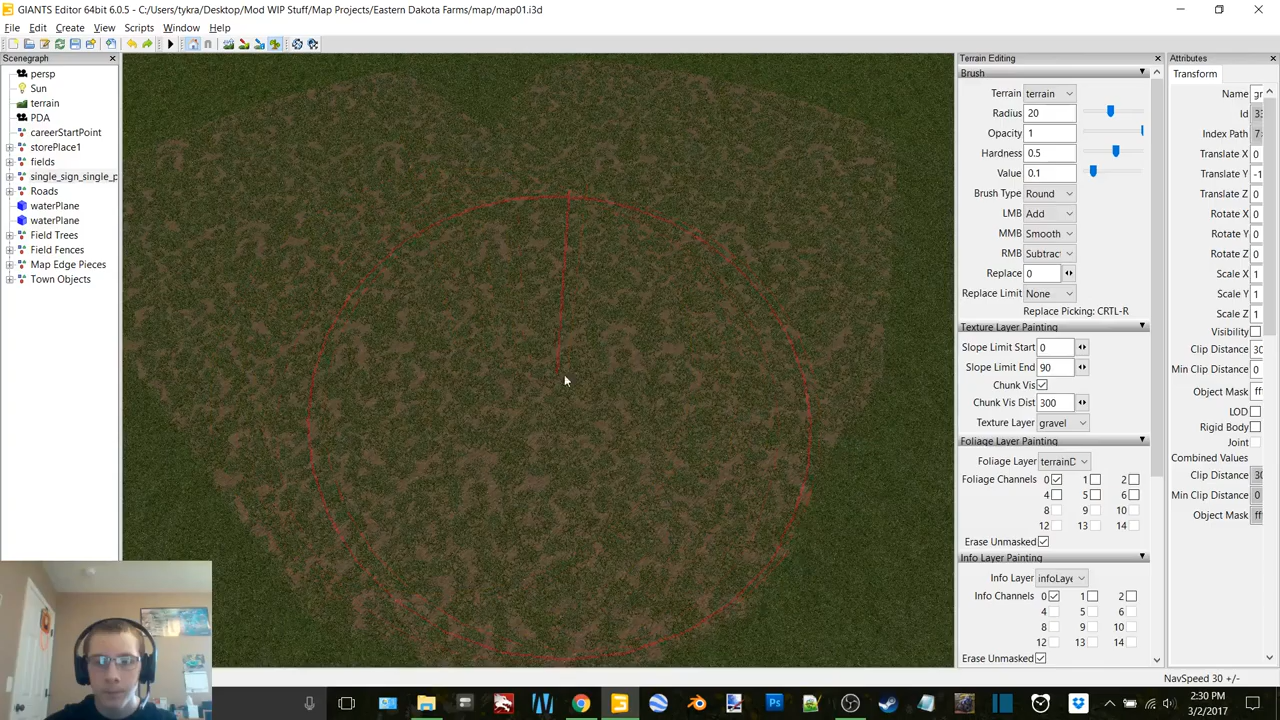 GIANTS Editor 64bit 6.0.5 - C:/Users/tykra/Desktop/Mod WIP Stuff/Map Projects/Eastern Dakota Farms/map/map01.i3d
File Edit Create Scripts Window Help
Scenegraph
persp
Sun
terrain
PDA
careerStartPoint
storePlace1
fields
single_sign_single_p
Roads
waterPlane
waterPlane
Field Trees
Field Fences
Map Edge Pieces
Town Objects
Terrain Editing
Brush
Terrain terrain
Radius 20
Opacity 1
Hardness 0.5
Value 0.1
Brush Type Round
LMB Add
MMB Smooth
RMB Subtrac
Replace 0
Replace Limit None
Replace Picking: CRTL-R
Texture Layer Painting
Slope Limit Start 0
Slope Limit End 90
Chunk Vis
Chunk Vis Dist 300
Texture Layer gravel
Foliage Layer Painting
Foliage Layer terrainD
Foliage Channels 0 1 2
4 5 6
8 9 10
12 13 14
Erase Unmasked
Info Layer Painting
Info Layer infoLaye
Info Channels 0 1 2
4 5 6
8 9 10
12 13 14
Erase Unmasked
Attributes
Transform
Name gr
Id 33
Index Path 7
Translate X 0
Translate Y -1
Translate Z 0
Rotate X 0
Rotate Y 0
Rotate Z 0
Scale X 1
Scale Y 1
Scale Z 1
Visibility
Clip Distance 30
Min Clip Distance 0
Object Mask ff
LOD
Rigid Body
Joint
Combined Values
Clip Distance 30
Min Clip Distance 0
Object Mask ff
NavSpeed 30 +/-
2:30 PM
3/2/2017